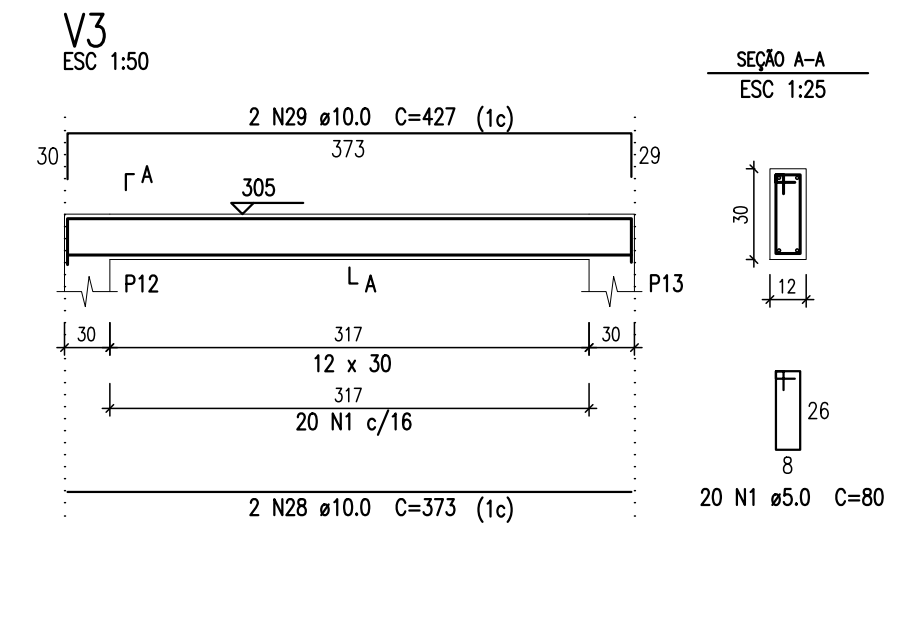 V3
ESC 1:50
SEÇÃO A-A
ESC 1:25
2 N29 ø10.0 C=427 (1c)
30
373
29
A
305
30
A
P12
P13
12
30
317
30
12 x 30
317
20 N1 c/16
26
8
2 N28 ø10.0 C=373 (1c)
20 N1 ø5.0 C=80